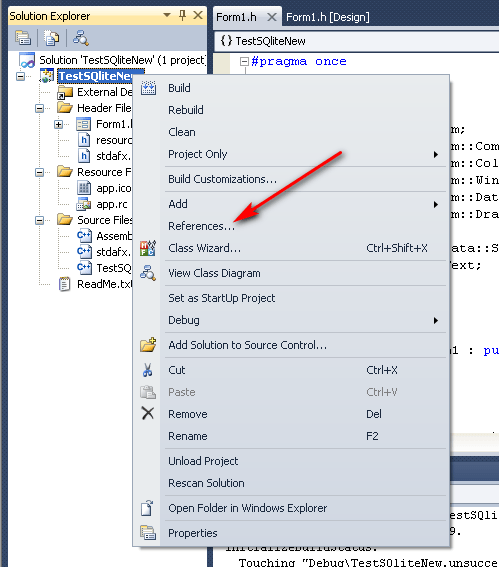 Solution Explorer
Form1.h
Form1.h [Design]
TestSQliteNew
Solution 'TestSQliteNew' (1 project)
TestSQliteNew
#pragma once
External De
Header File
Form1.h
resourc
stdafx.
Resource F
app.ico
app.rc
Source Files
Assemb
stdafx.
TestSQ
ReadMe.tx
Build
Rebuild
Clean
Project Only
Build Customizations...
Add
References...
Class Wizard... Ctrl+Shift+X
View Class Diagram
Set as StartUp Project
Debug
Add Solution to Source Control...
Cut Ctrl+X
Paste Ctrl+V
Remove Del
Rename F2
Unload Project
Rescan Solution
Open Folder in Windows Explorer
Properties
m;
m::Com
m::Col
m::Win
m::Dat
m::Dra
ata::S
ext;
m1 : pu
estSQli
9.
InitializeBuildStatus:
Touching "Debug\TestSQliteNew.unsucce